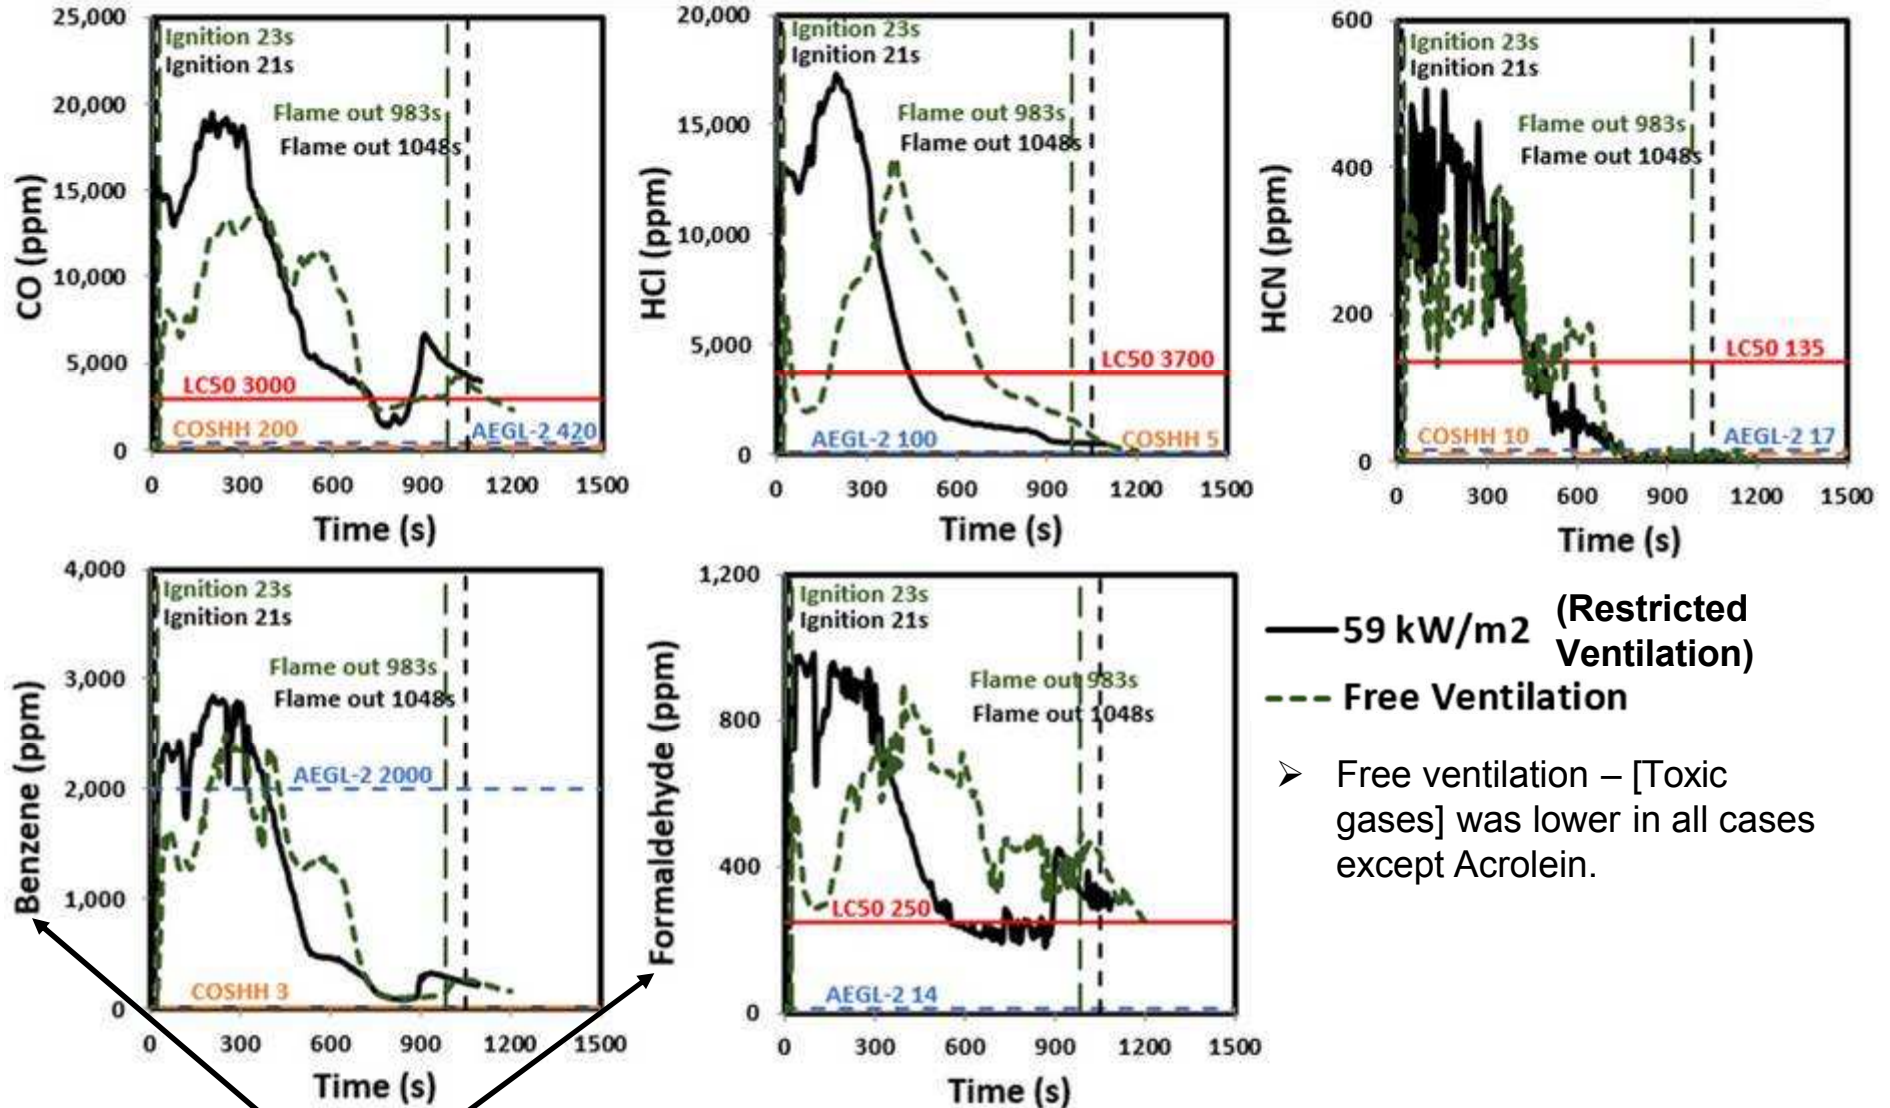 25,000
20,000
15,000
10,000
5,000
0
CO (ppm)
Ignition 23s
Ignition 21s
Flame out 983s
Flame out 1048s
LC50 3000
COSHH 200
AEGL-2 420
0 300 600 900 1200 1500
Time (s)
20,000
15,000
10,000
5,000
0
HCl (ppm)
Ignition 23s
Ignition 21s
Flame out 983s
Flame out 1048s
LC50 3700
AEGL-2 100
COSHH 5
0 300 600 900 1200 1500
Time (s)
600
400
200
0
HCN (ppm)
Ignition 23s
Ignition 21s
Flame out 983s
Flame out 1048s
LC50 135
COSHH 10
AEGL-2 17
0 300 600 900 1200 1500
Time (s)
4,000
3,000
2,000
1,000
0
Benzene (ppm)
Ignition 23s
Ignition 21s
Flame out 983s
Flame out 1048s
AEGL-2 2000
COSHH 3
0 300 600 900 1200 1500
Time (s)
1,200
800
400
0
Formaldehyde (ppm)
Ignition 23s
Ignition 21s
Flame out 983s
Flame out 1048s
LC50 250
AEGL-2 14
0 300 600 900 1200 1500
Time (s)
59 kW/m2 (Restricted
Ventilation)
Free Ventilation
➢ Free ventilation – [Toxic
gases] was lower in all cases
except Acrolein.